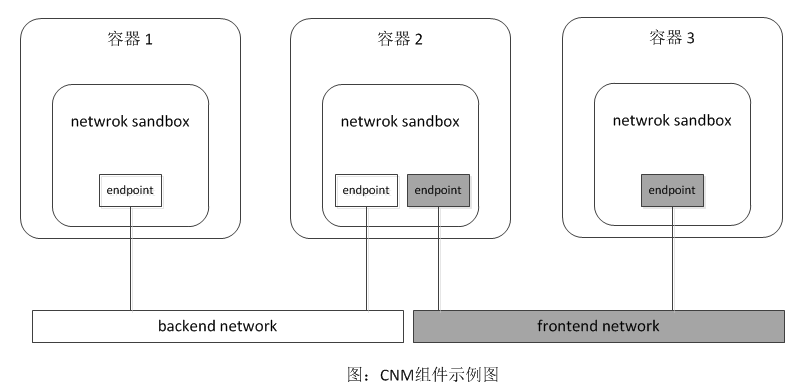 容器 1
容器 2
容器 3
netwrok sandbox
netwrok sandbox
netwrok sandbox
endpoint
endpoint
endpoint
endpoint
backend network
frontend network
图：CNM组件示例图